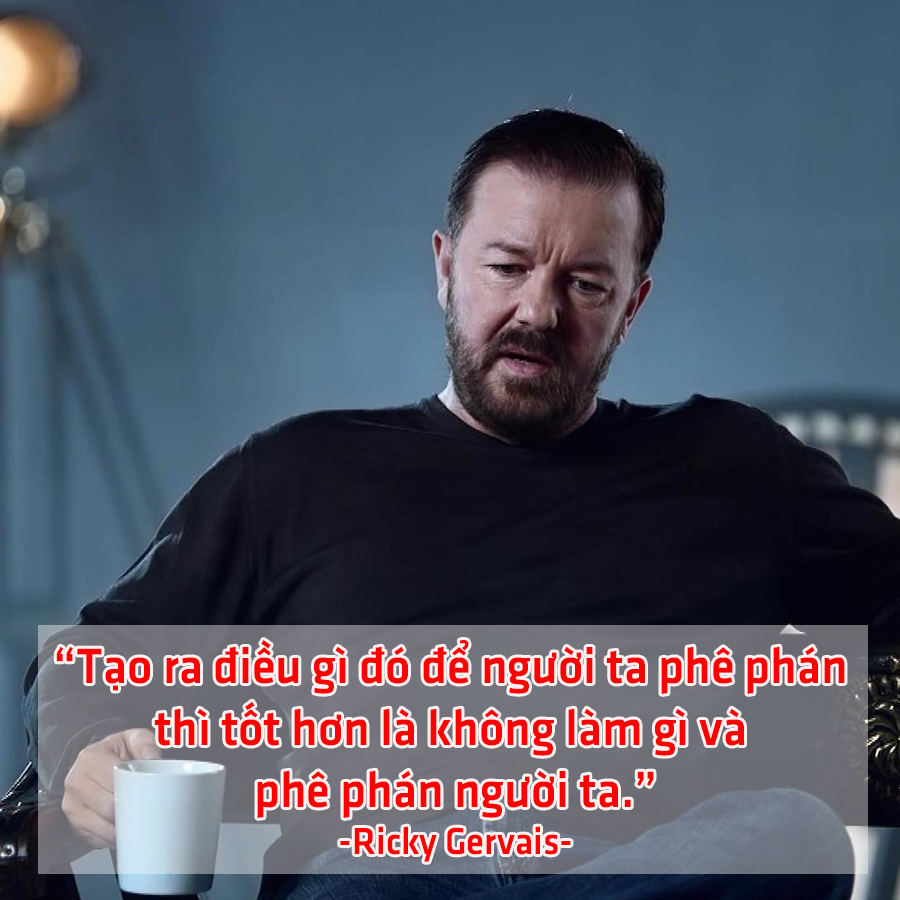 “Tạo ra điều gì đó để người ta phê phán
thì tốt hơn là không làm gì và
phê phán người ta.”
-Ricky Gervais-